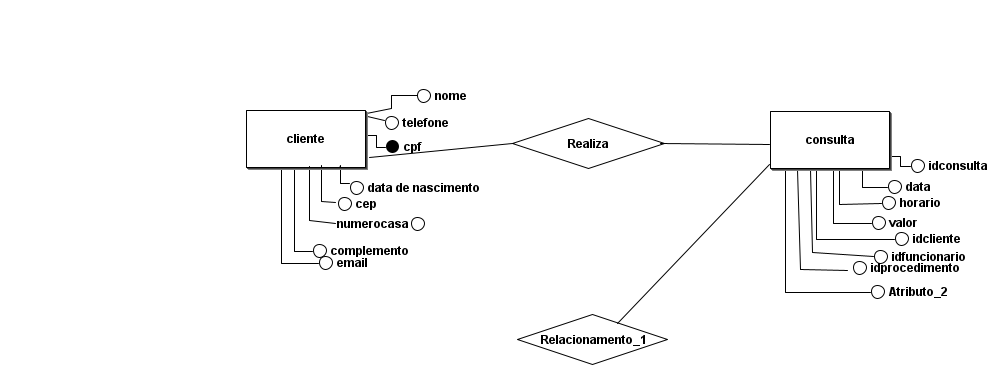 nome
telefone
cpf
cliente
data de nascimento
cep
numerocasa
complemento
email
Realiza
consulta
idconsulta
data
horario
valor
idcliente
idfuncionario
idprocedimento
Atributo_2
Relacionamento_1